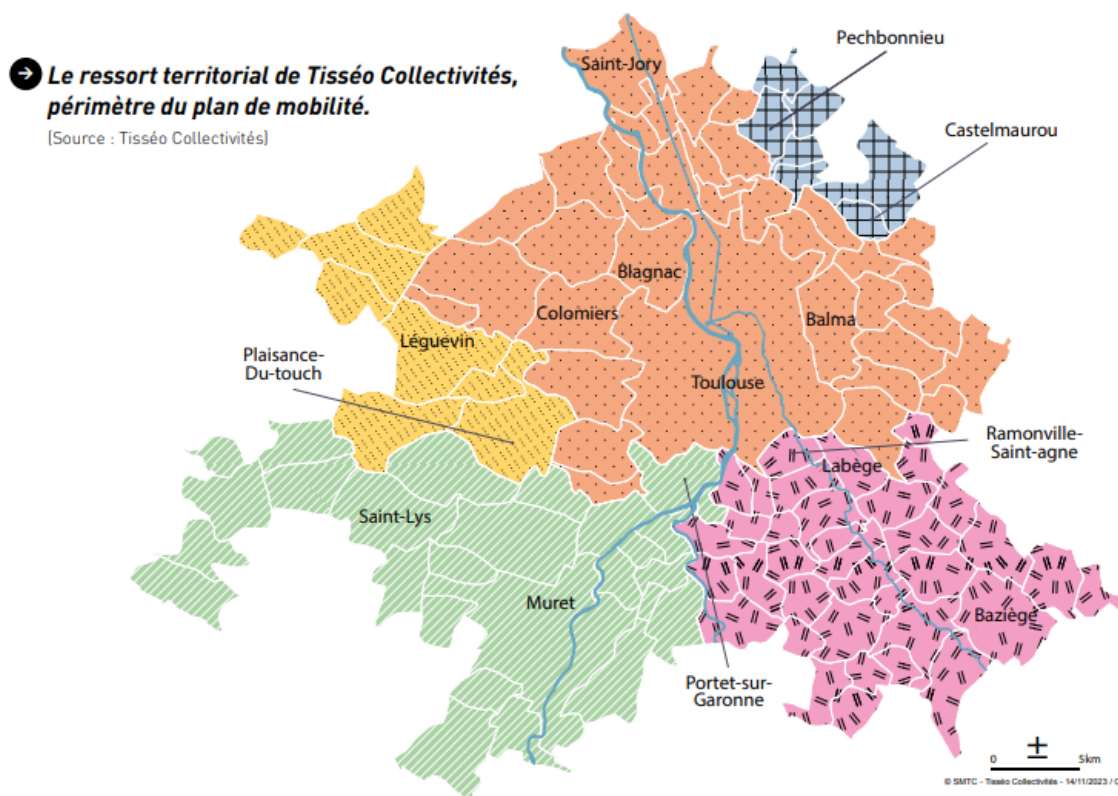 Le ressort territorial de Tisséo Collectivités,
périmètre du plan de mobilité.
(Source : Tisséo Collectivités)
Pechbonnieu
Saint-Jory
Castelmaurou
Blagnac
Colomiers
Balma
Léguevin
Plaisance-
Du-touch
Toulouse
Ramonville-
Saint-agne
Labège
Saint-Lys
Muret
Baziège
Portet-sur-
Garonne
0 5km
© SMTC - Tisséo Collectivités - 14/11/2023 /